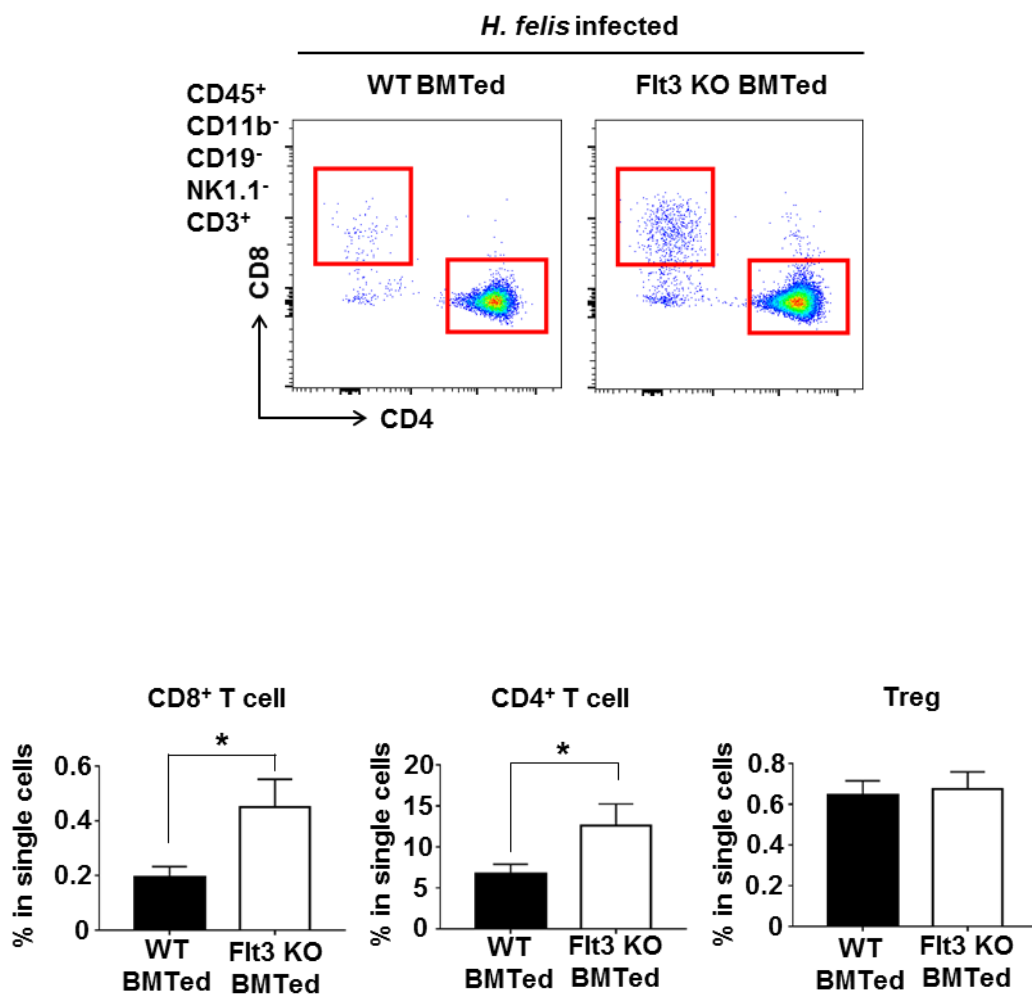 H. felis infected
WT BMTed
Flt3 KO BMTed
CD45⁺
CD11b⁻
CD19⁻
NK1.1⁻
CD3⁺
CD8
CD4
CD8⁺ T cell
% in single cells
0.6
0.4
0.2
0
*
WT
BMTed
Flt3 KO
BMTed
CD4⁺ T cell
% in single cells
20
15
10
5
0
*
WT
BMTed
Flt3 KO
BMTed
Treg
% in single cells
0.8
0.6
0.4
0.2
0
WT
BMTed
Flt3 KO
BMTed